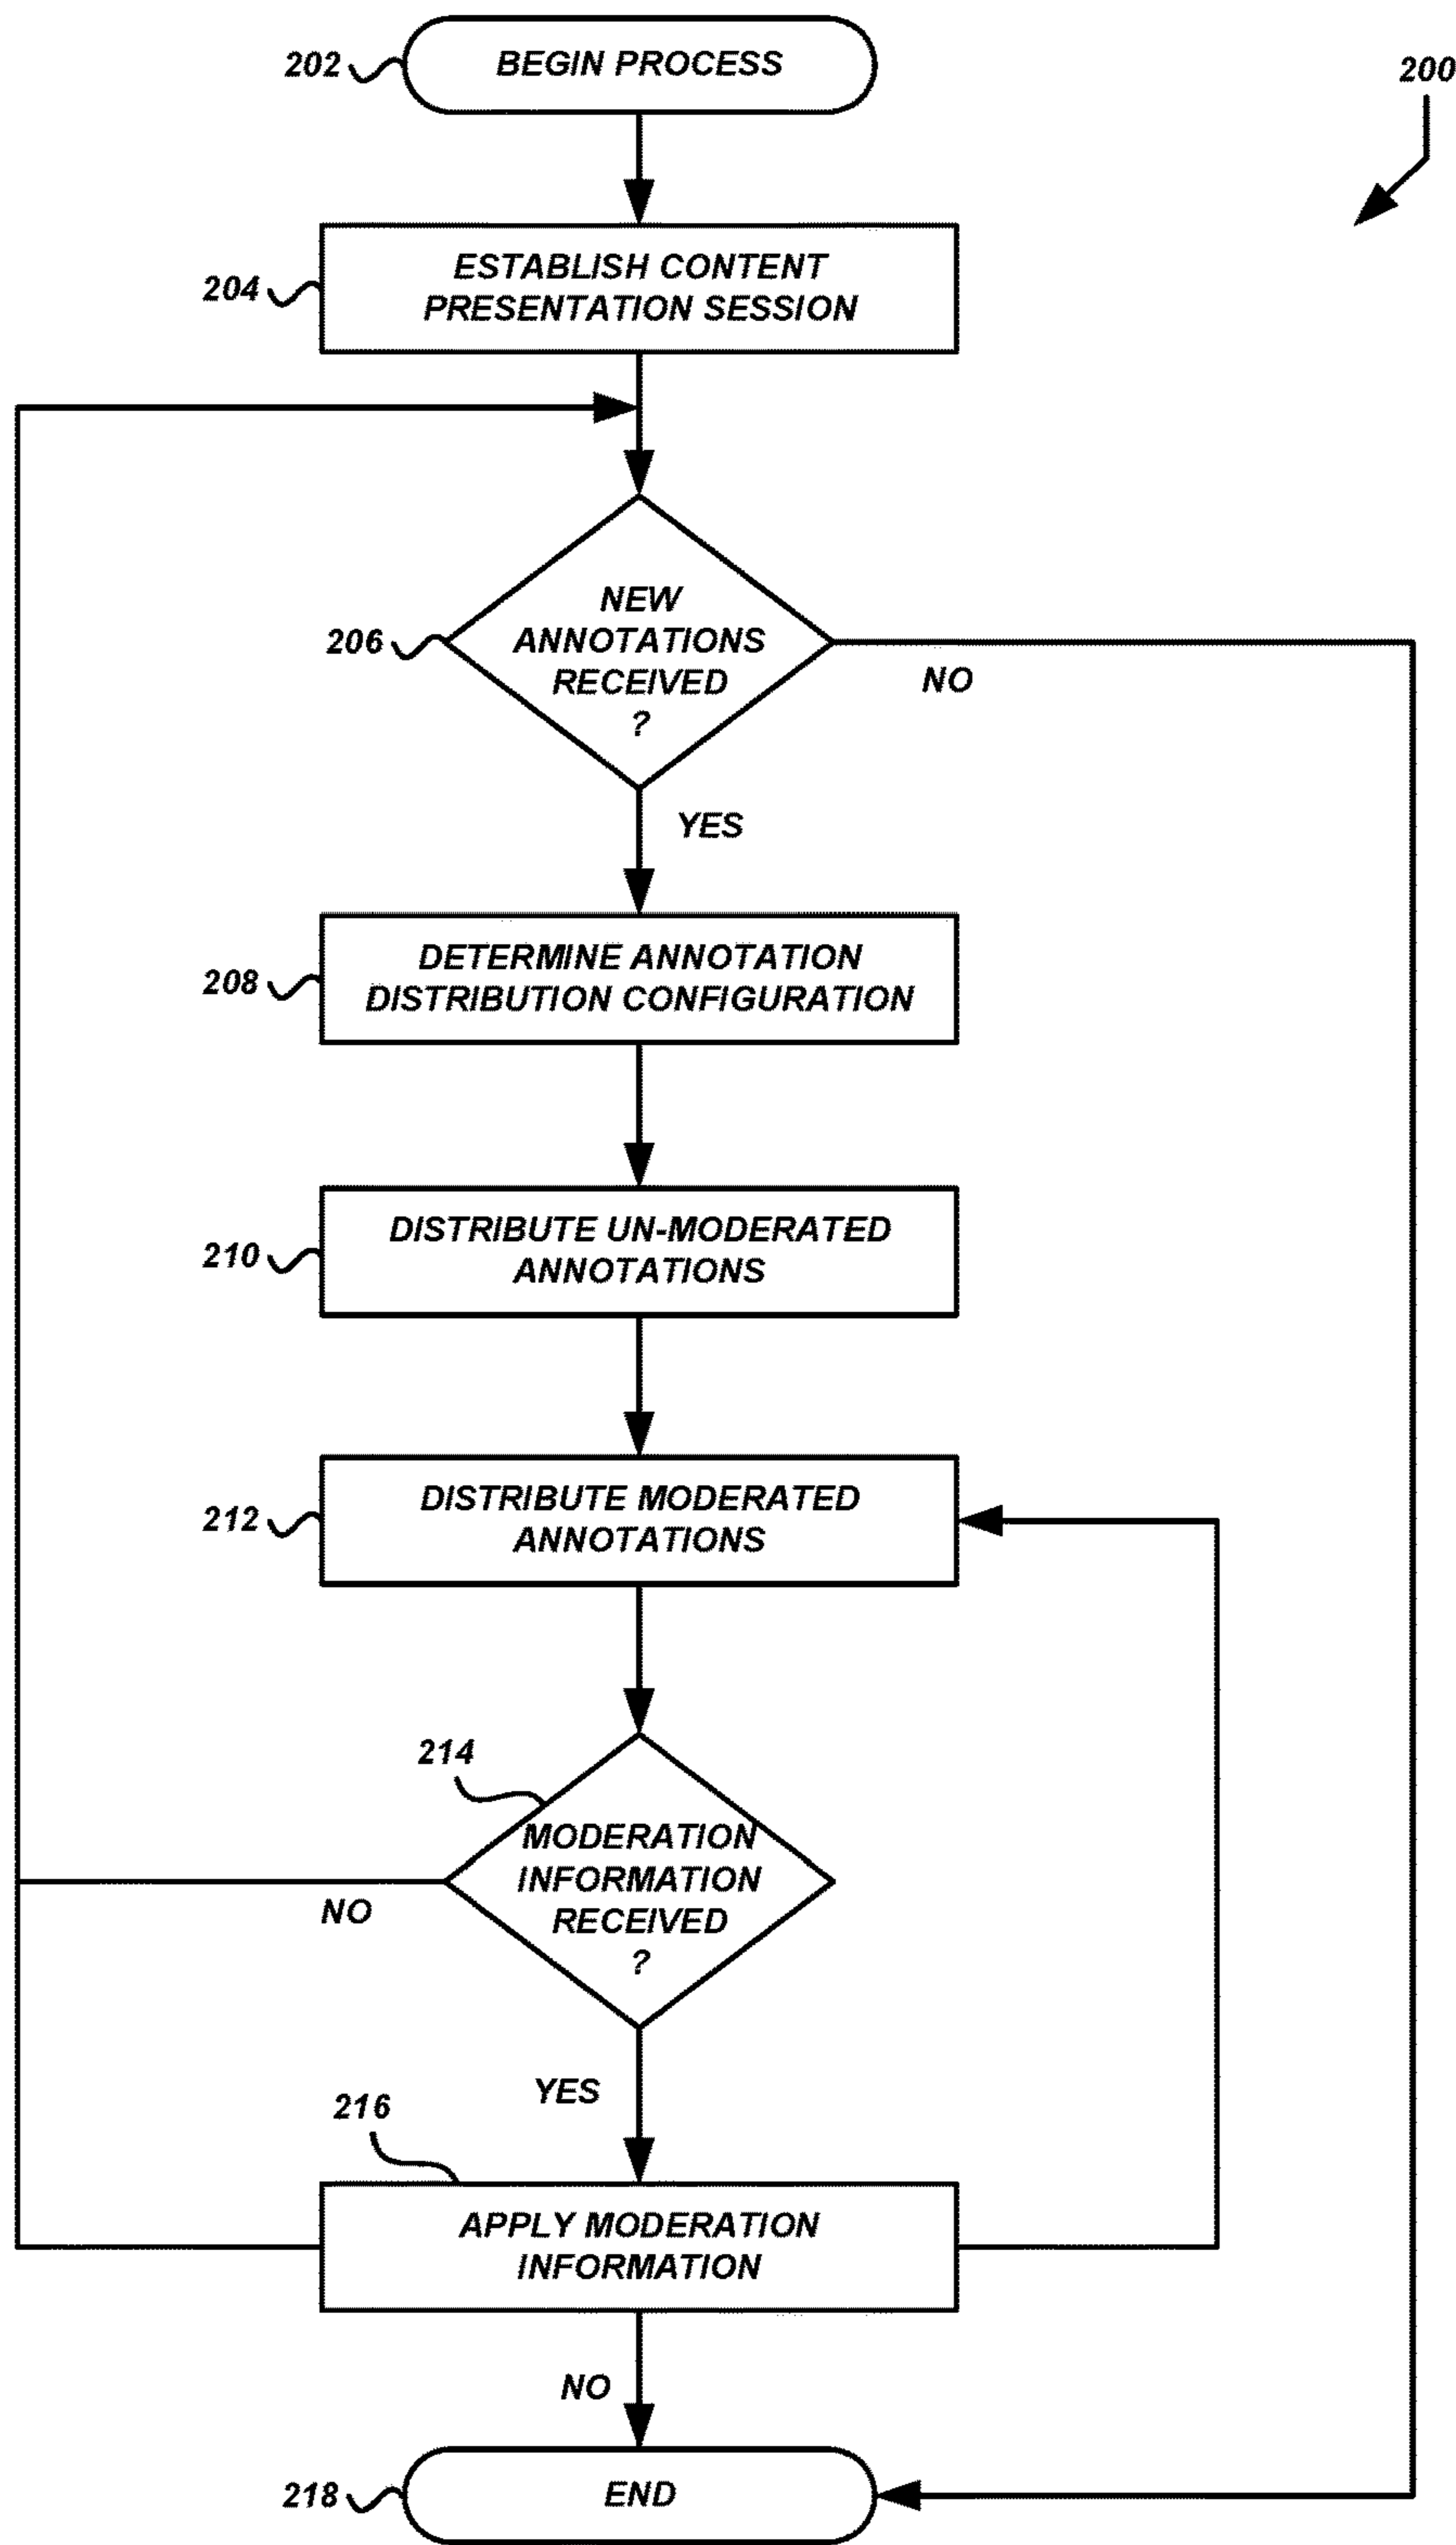 202
BEGIN PROCESS
200
204
ESTABLISH CONTENT
PRESENTATION SESSION
206
NEW
ANNOTATIONS
RECEIVED
?
NO
YES
208
DETERMINE ANNOTATION
DISTRIBUTION CONFIGURATION
210
DISTRIBUTE UN-MODERATED
ANNOTATIONS
212
DISTRIBUTE MODERATED
ANNOTATIONS
214
MODERATION
INFORMATION
RECEIVED
?
NO
YES
216
APPLY MODERATION
INFORMATION
NO
218
END